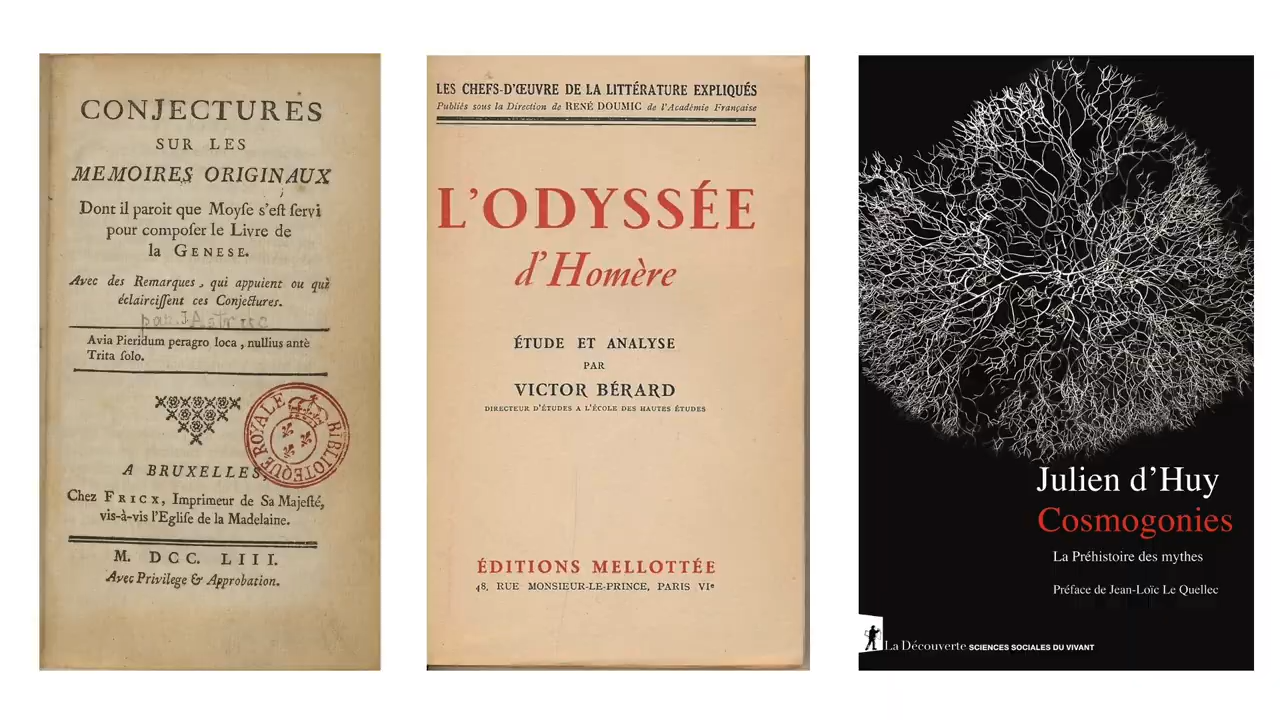 CONJECTURES
SUR LES
MEMOIRES ORIGINAUX
Dont il paroit que Moyse s'est servi
pour composer le Livre de
la GENESE.
Avec des Remarques, qui appuient ou qui
éclaircissent ces Conjectures.
par J. Astruc
Avia Pieridum peragro loca, nullius antè
Trita solo.
BIBLIOTEQUE ROYALE
A BRUXELLES,
Chez FRICX, Imprimeur de Sa Majesté,
vis-à-vis l'Eglise de la Madelaine.
M. DCC. LIII.
Avec Privilege & Approbation.
LES CHEFS-D'ŒUVRE DE LA LITTÉRATURE EXPLIQUÉS
Publiés sous la Direction de RENÉ DOUMIC de l'Académie Française
L'ODYSSÉE
d'Homère
ÉTUDE ET ANALYSE
PAR
VICTOR BÉRARD
DIRECTEUR D'ÉTUDES A L'ÉCOLE DES HAUTES ÉTUDES
ÉDITIONS MELLOTTÉE
48, RUE MONSIEUR-LE-PRINCE, PARIS VIe
Julien d'Huy
Cosmogonies
La Préhistoire des mythes
Préface de Jean-Loïc Le Quellec
La Découverte SCIENCES SOCIALES DU VIVANT